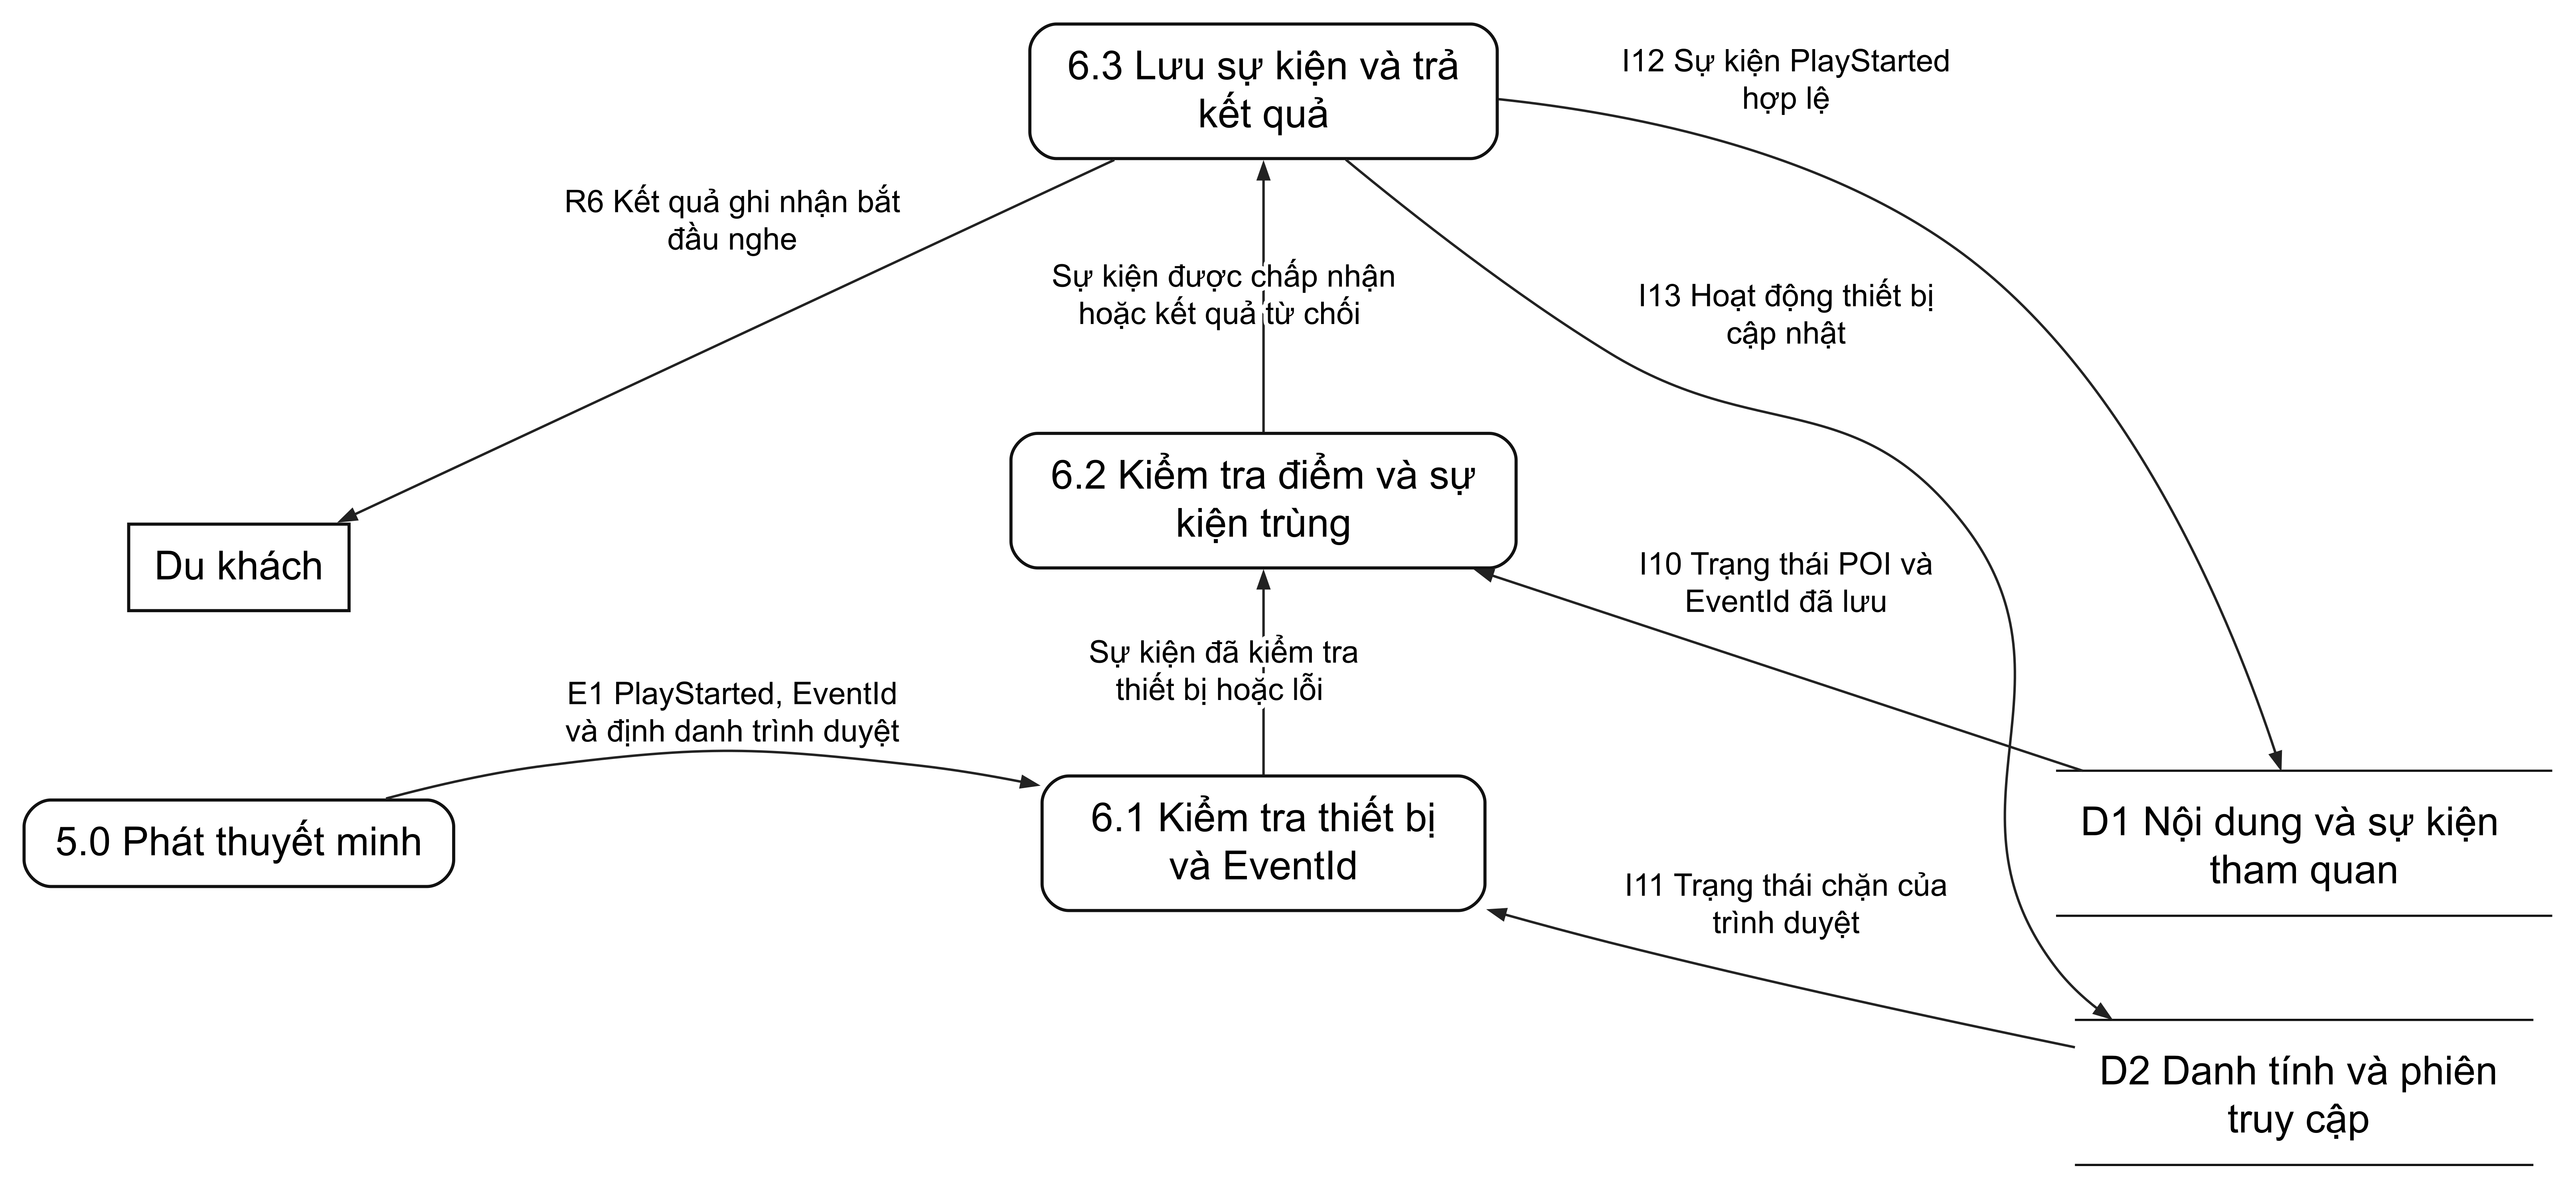 6.3 Lưu sự kiện và trả
kết quả
I12 Sự kiện PlayStarted
hợp lệ
R6 Kết quả ghi nhận bắt
đầu nghe
Sự kiện được chấp nhận
hoặc kết quả từ chối
I13 Hoạt động thiết bị
cập nhật
6.2 Kiểm tra điểm và sự
kiện trùng
Du khách
I10 Trạng thái POI và
EventId đã lưu
Sự kiện đã kiểm tra
thiết bị hoặc lỗi
E1 PlayStarted, EventId
và định danh trình duyệt
5.0 Phát thuyết minh
6.1 Kiểm tra thiết bị
và EventId
D1 Nội dung và sự kiện
tham quan
I11 Trạng thái chặn của
trình duyệt
D2 Danh tính và phiên
truy cập